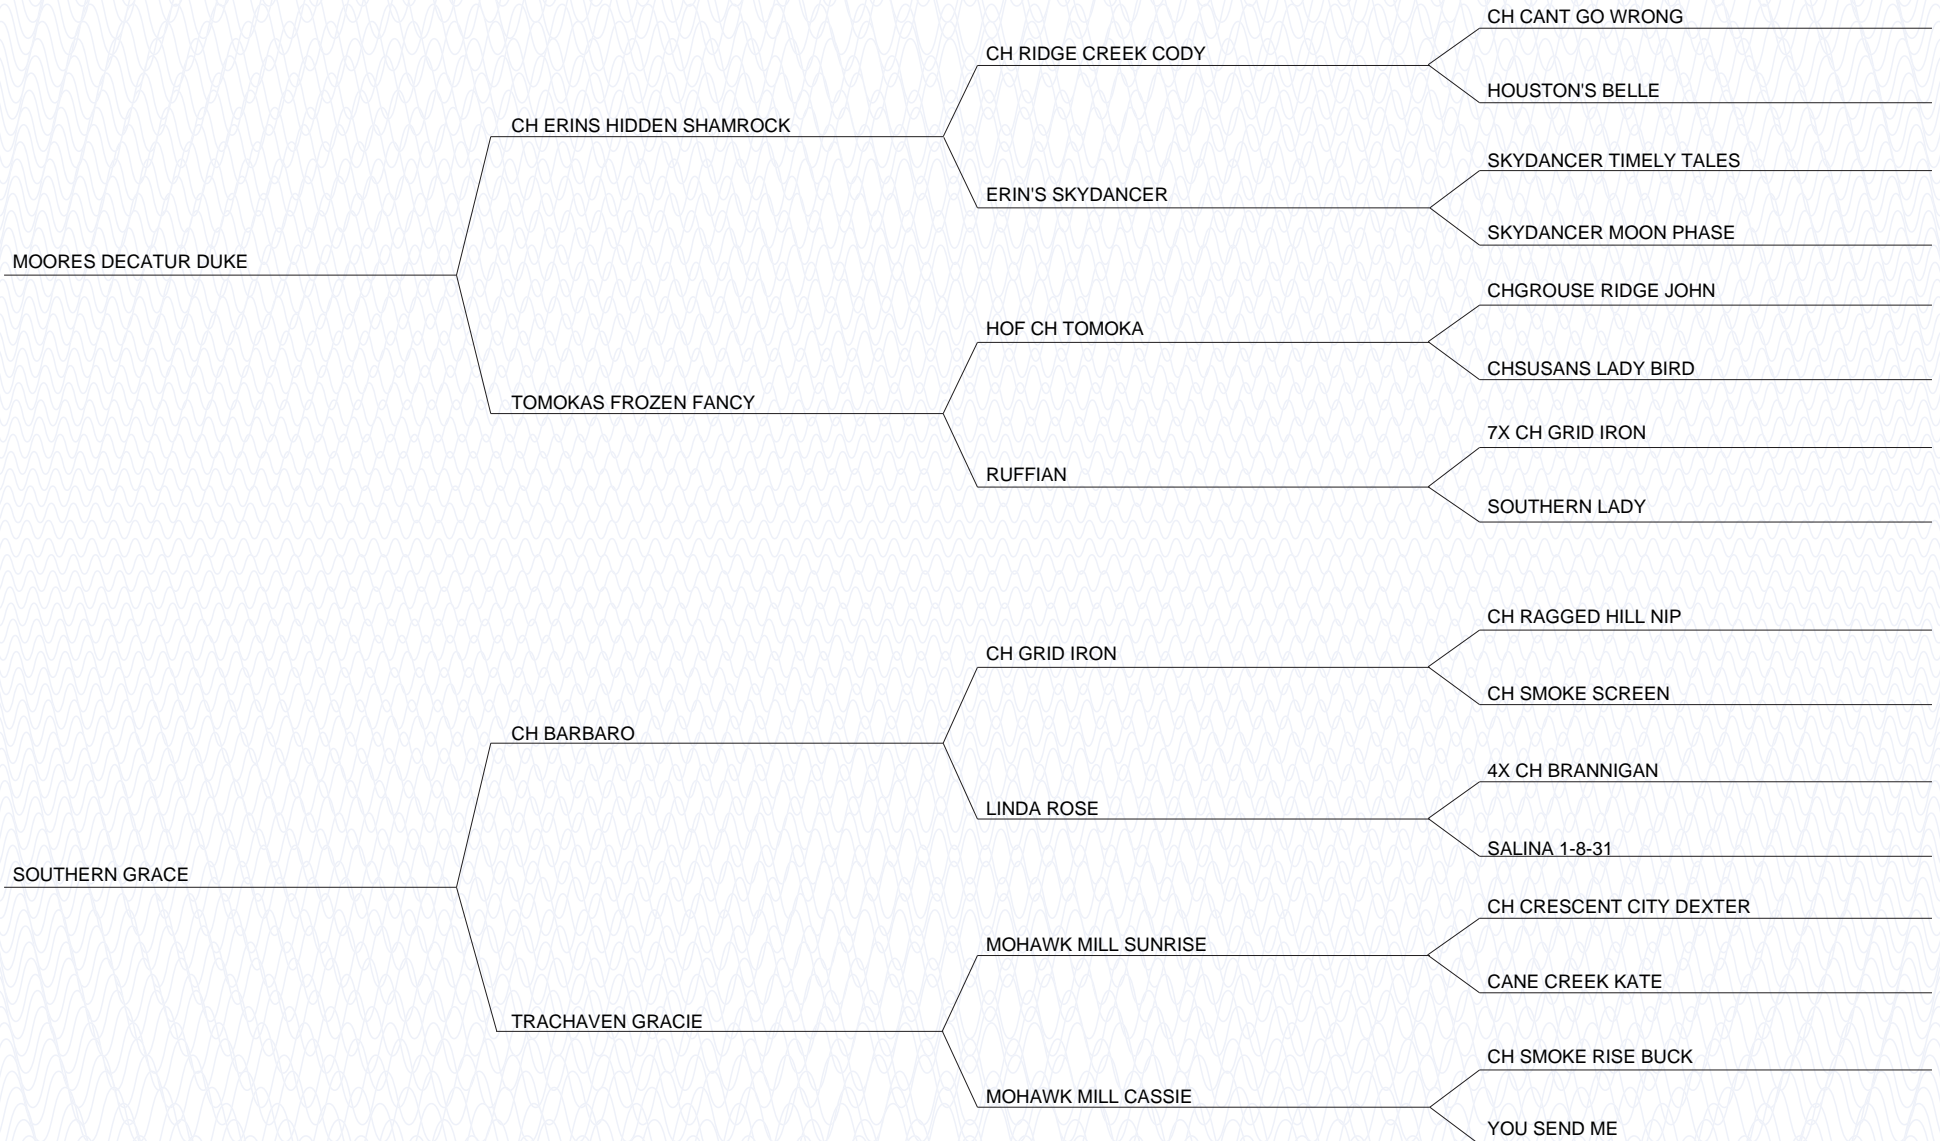 CH CANT GO WRONG
CH RIDGE CREEK CODY
HOUSTON'S BELLE
CH ERINS HIDDEN SHAMROCK
SKYDANCER TIMELY TALES
ERIN'S SKYDANCER
SKYDANCER MOON PHASE
MOORES DECATUR DUKE
CHGROUSE RIDGE JOHN
HOF CH TOMOKA
CHSUSANS LADY BIRD
TOMOKAS FROZEN FANCY
7X CH GRID IRON
RUFFIAN
SOUTHERN LADY
CH RAGGED HILL NIP
CH GRID IRON
CH SMOKE SCREEN
CH BARBARO
4X CH BRANNIGAN
LINDA ROSE
SALINA 1-8-31
SOUTHERN GRACE
CH CRESCENT CITY DEXTER
MOHAWK MILL SUNRISE
CANE CREEK KATE
TRACHAVEN GRACIE
CH SMOKE RISE BUCK
MOHAWK MILL CASSIE
YOU SEND ME